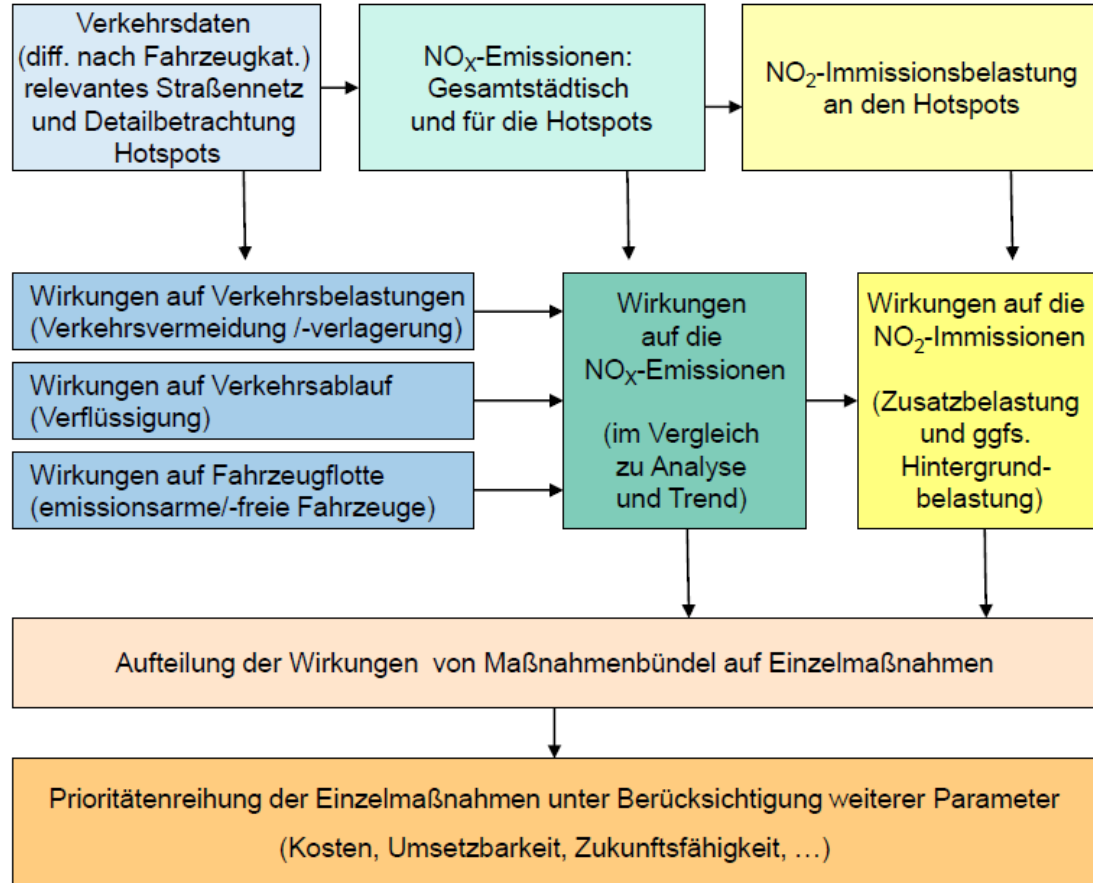 Verkehrsdaten
(diff. nach Fahrzeugkat.)
relevantes Straßennetz
und Detailbetrachtung
Hotspots
NOX-Emissionen:
Gesamtstädtisch
und für die Hotspots
NO2-Immissionsbelastung
an den Hotspots
Wirkungen auf Verkehrsbelastungen
(Verkehrsvermeidung /-verlagerung)
Wirkungen auf Verkehrsablauf
(Verflüssigung)
Wirkungen auf Fahrzeugflotte
(emissionsarme/-freie Fahrzeuge)
Wirkungen
auf die
NOX-Emissionen
(im Vergleich
zu Analyse
und Trend)
Wirkungen auf die
NO2-Immissionen
(Zusatzbelastung
und ggfs.
Hintergrund-
belastung)
Aufteilung der Wirkungen von Maßnahmenbündel auf Einzelmaßnahmen
Prioritätenreihung der Einzelmaßnahmen unter Berücksichtigung weiterer Parameter
(Kosten, Umsetzbarkeit, Zukunftsfähigkeit, …)